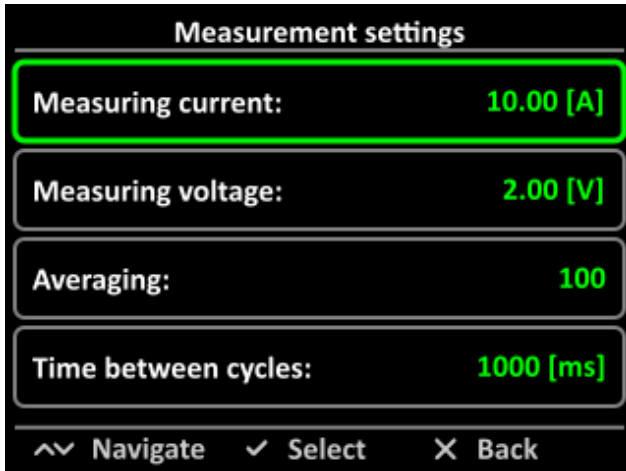 Measurement settings
Measuring current: 10.00 [A]
Measuring voltage: 2.00 [V]
Averaging: 100
Time between cycles: 1000 [ms]
Navigate Select Back